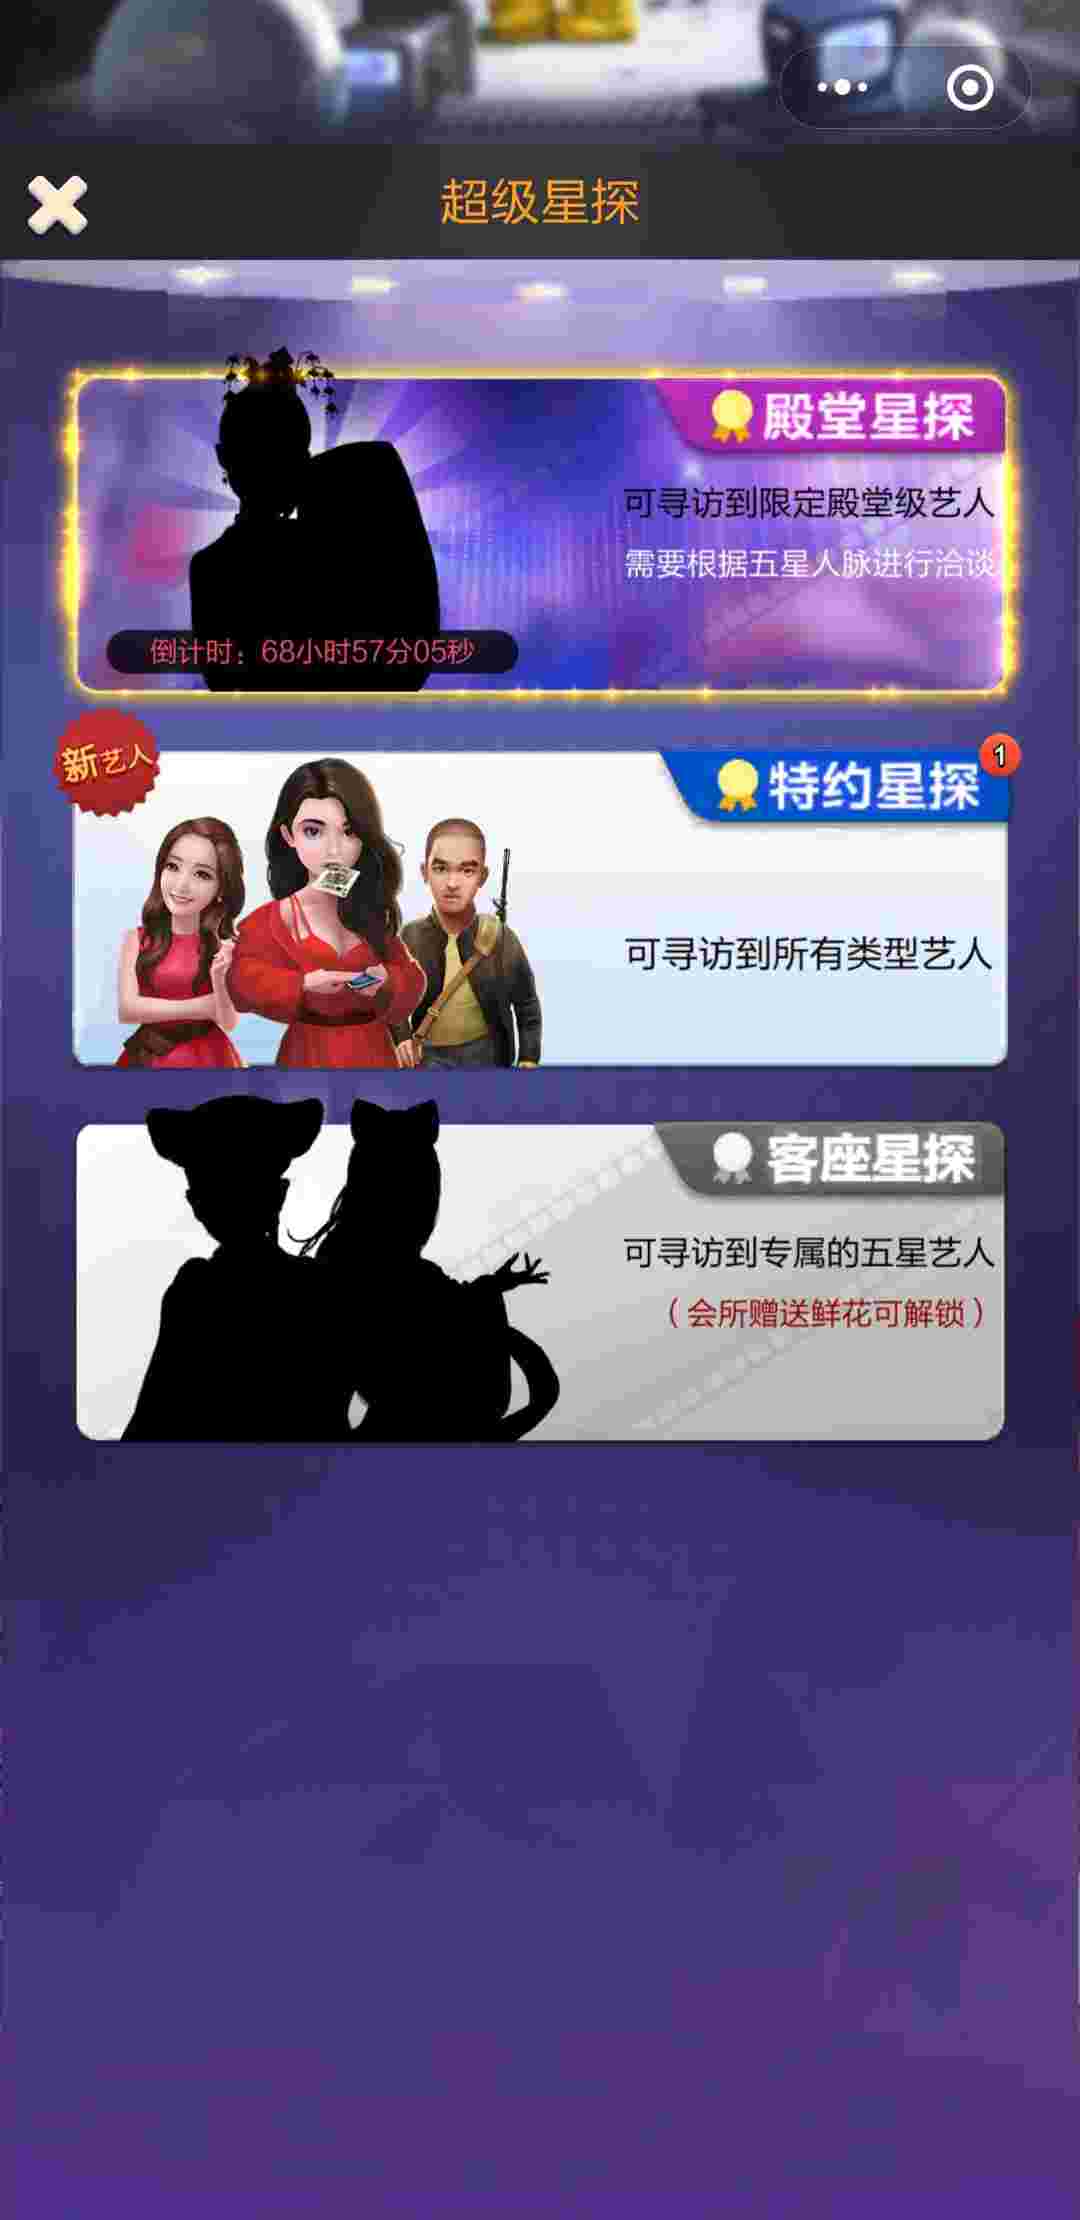 超级星探
殿堂星探
可寻访到限定殿堂级艺人
需要根据五星人脉进行洽谈
倒计时：68小时57分05秒
新艺人
特约星探
1
可寻访到所有类型艺人
客座星探
可寻访到专属的五星艺人
（会所赠送鲜花可解锁）